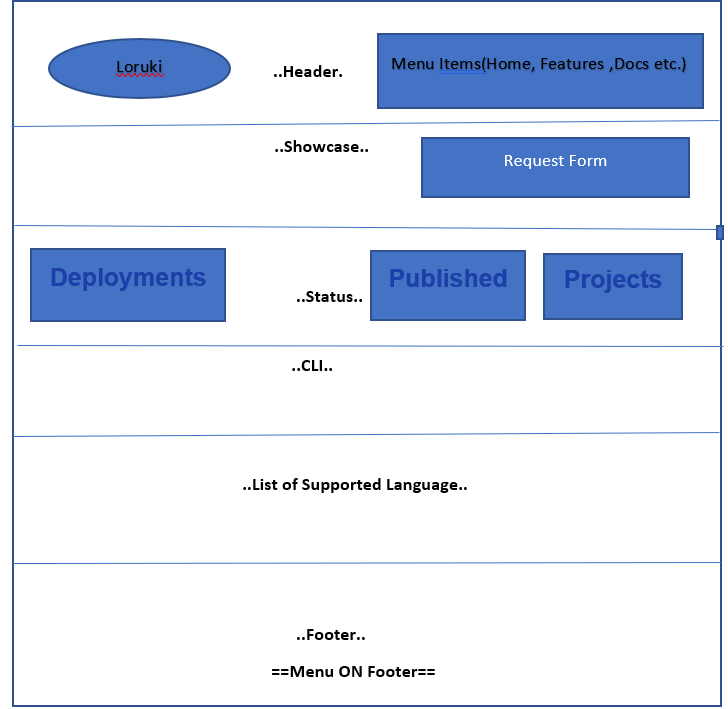 Loruki
..Header.
Menu Items(Home, Features ,Docs etc.)
..Showcase..
Request Form
Deployments
..Status..
Published
Projects
..CLI..
..List of Supported Language..
..Footer..
==Menu ON Footer==